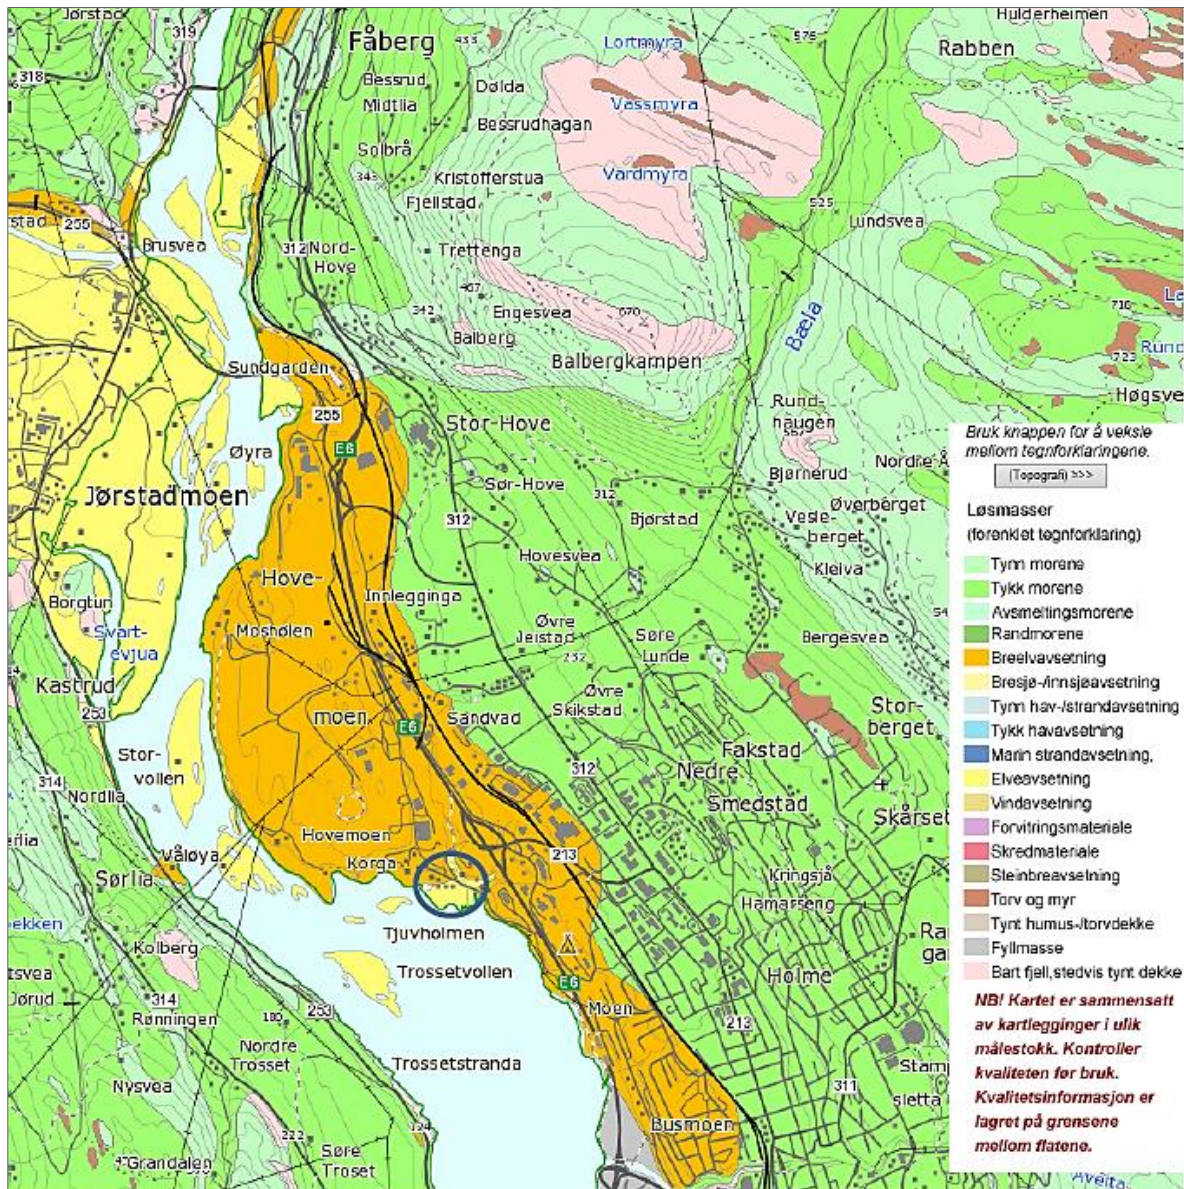 Jørstad
319
Fåberg
433
Lortmyra
576
Hulderheimen
Rabben
318
Bessrud
Midtlia
Dølda
Vassmyra
Bessrudhagan
Solbrå
343
Kristofferstua
Vardmyra
Fjellstad
525
Lundsvea
255
Brusvea
312
Nord-
Hove
Trettenga
467
Engesvea
670
342
Balberg
Balbergkampen
Bæla
718
723
Sundgarden
Høgsve
255
Stor-Hove
Rund-
haugen
E6
Øyra
Bjørnerud
Jørstadmoen
Sør-Hove
312
312
Bjørstad
Vesle-
berget
Øverberget
Nordre
Hovesvea
Kleiva
Hove-
Innlegginga
Borgtun
Svart-
evjua
Moshølen
Øvre
Jeistad
Søre
Lunde
232
Bergesvea
Kastrud
253
moen
E6
Sandvad
Øvre
Skikstad
Stor-
berget
Stor-
vollen
314
Nordlia
312
Fakstad
Nedre
Smedstad
Skårset
Hovemoen
Korga
213
Våløya
Sørlia
Kringsjå
Hamarseng
Tjuvholmen
Kolberg
Trossetvollen
E6
Holme
Jørud
314
Rønningen
253
180
Moen
213
Nordre
Trosset
Trossetstranda
Nysvea
311
222
194
Busmoen
Grandalen
Søre
Troset
Bruk knappen for å veksle
mellom tegnforklaringene.
(Topografi) >>>
Løsmasser
(forenklet tegnforklaring)
Tynn morene
Tykk morene
Avsmeltingsmorene
Randmorene
Breelvavsetning
Bresjø-/innsjøavsetning
Tynn hav-/strandavsetning
Tykk havavsetning
Marin strandavsetning,
Elveavsetning
Vindavsetning
Forvitringsmateriale
Skredmateriale
Steinbreavsetning
Torv og myr
Tynt humus-/torvdekke
Fyllmasse
Bart fjell,stedvis tynt dekke
NB! Kartet er sammensatt
av kartlegginger i ulik
målestokk. Kontroller
kvaliteten før bruk.
Kvalitetsinformasjon er
lagret på grensene
mellom flatene.